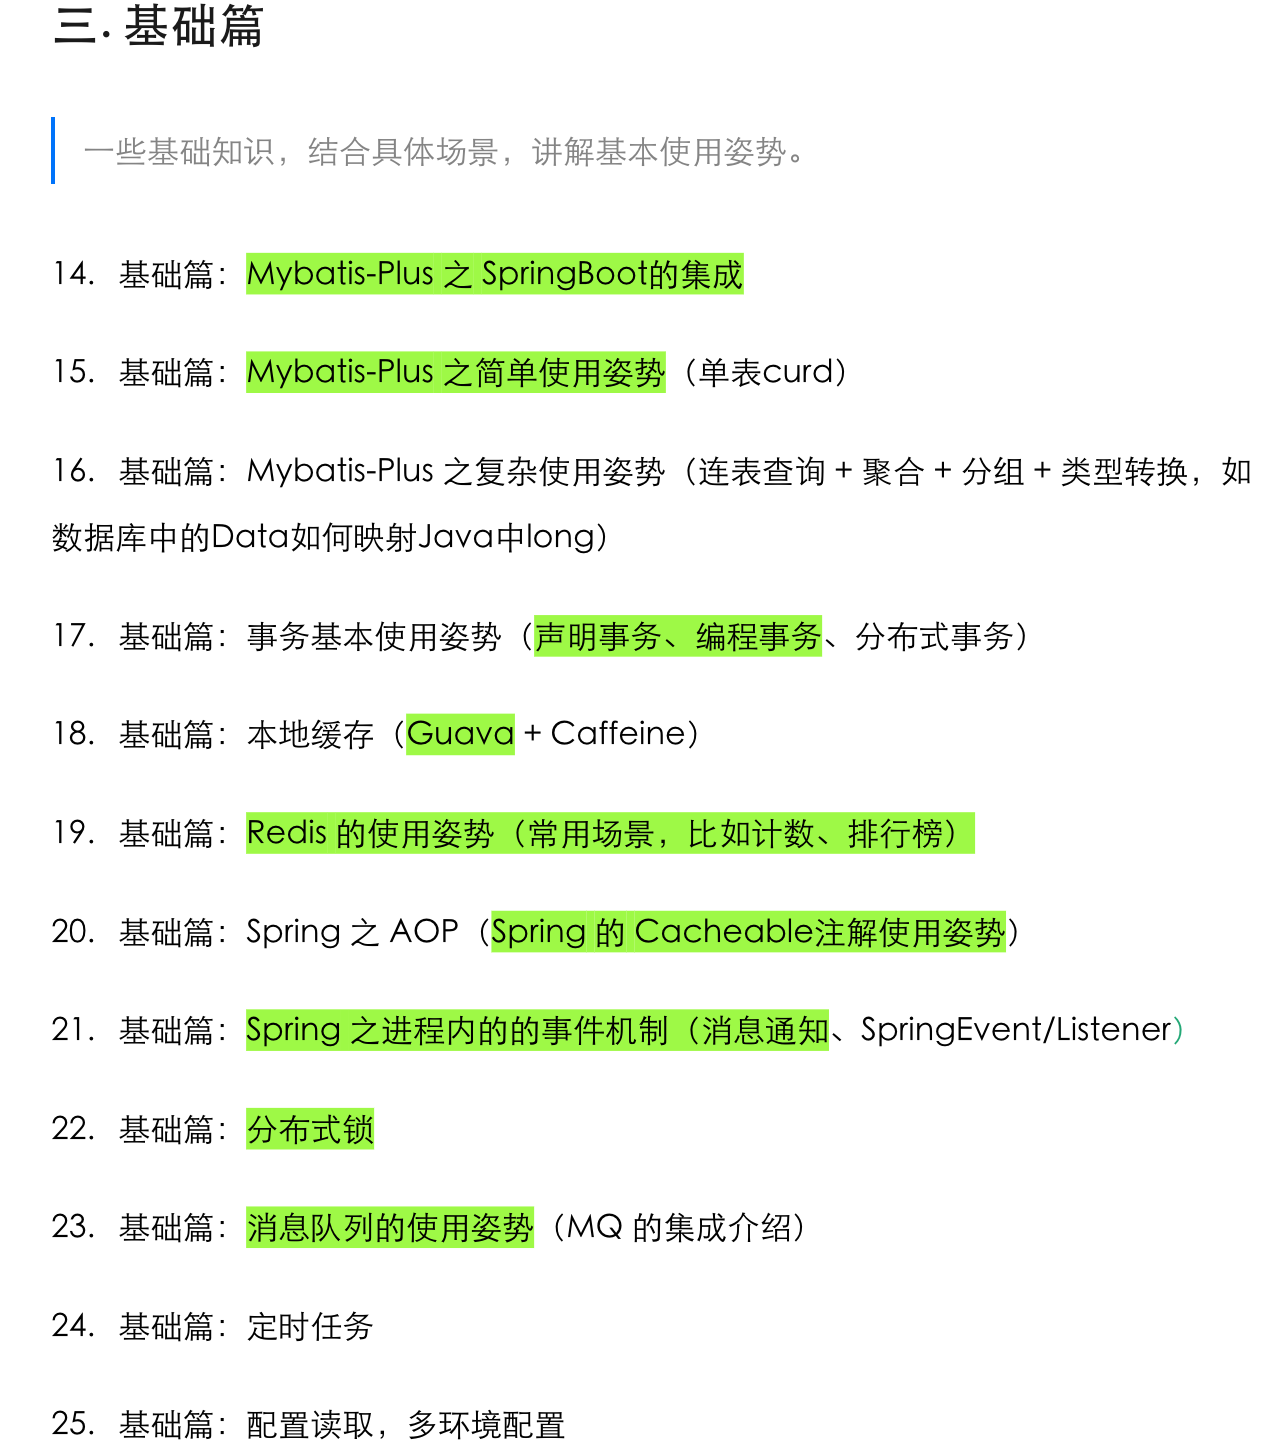 三. 基础篇
一些基础知识，结合具体场景，讲解基本使用姿势。
14. 基础篇：Mybatis-Plus 之 SpringBoot的集成
15. 基础篇：Mybatis-Plus 之简单使用姿势（单表curd）
16. 基础篇：Mybatis-Plus 之复杂使用姿势（连表查询 + 聚合 + 分组 + 类型转换，如
数据库中的Data如何映射Java中long）
17. 基础篇：事务基本使用姿势（声明事务、编程事务、分布式事务）
18. 基础篇：本地缓存（Guava + Caffeine）
19. 基础篇：Redis 的使用姿势（常用场景，比如计数、排行榜）
20. 基础篇：Spring 之 AOP（Spring 的 Cacheable注解使用姿势）
21. 基础篇：Spring 之进程内的的事件机制（消息通知、SpringEvent/Listener）
22. 基础篇：分布式锁
23. 基础篇：消息队列的使用姿势（MQ 的集成介绍）
24. 基础篇：定时任务
25. 基础篇：配置读取，多环境配置